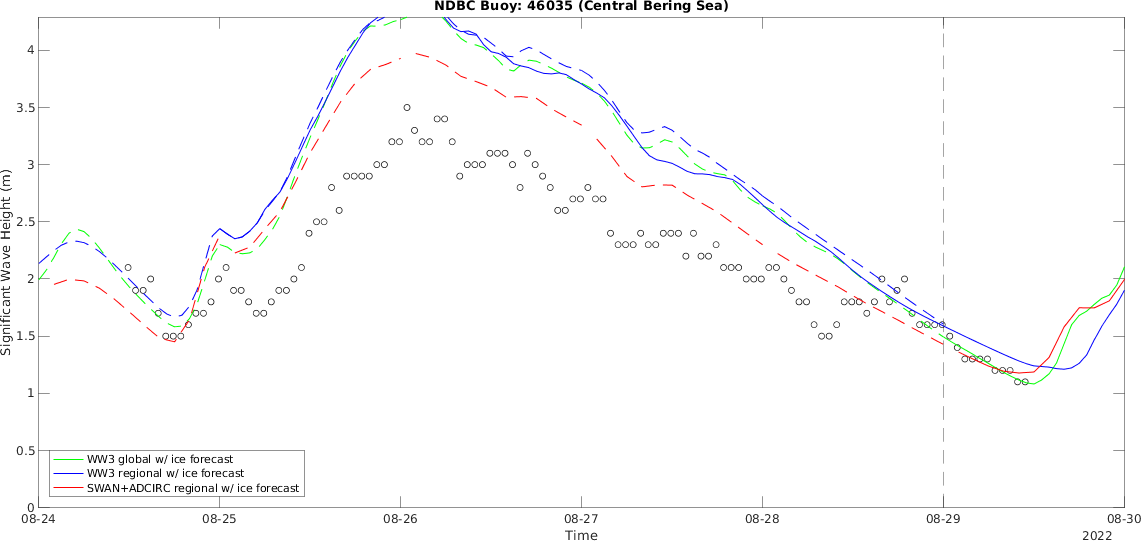 NDBC Buoy: 46035 (Central Bering Sea)
4
3.5
3
2.5
2
1.5
1
0.5
0
Significant Wave Height (m)
WW3 global w/ ice forecast
WW3 regional w/ ice forecast
SWAN+ADCIRC regional w/ ice forecast
08-24
08-25
08-26
08-27
08-28
08-29
08-30
Time
2022